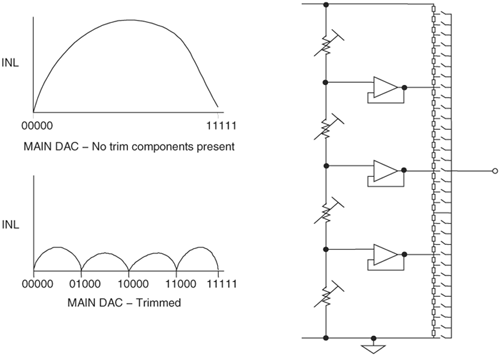 INL
00000 11111
MAIN DAC – No trim components present
INL
00000 01000 10000 11000 11111
MAIN DAC – Trimmed